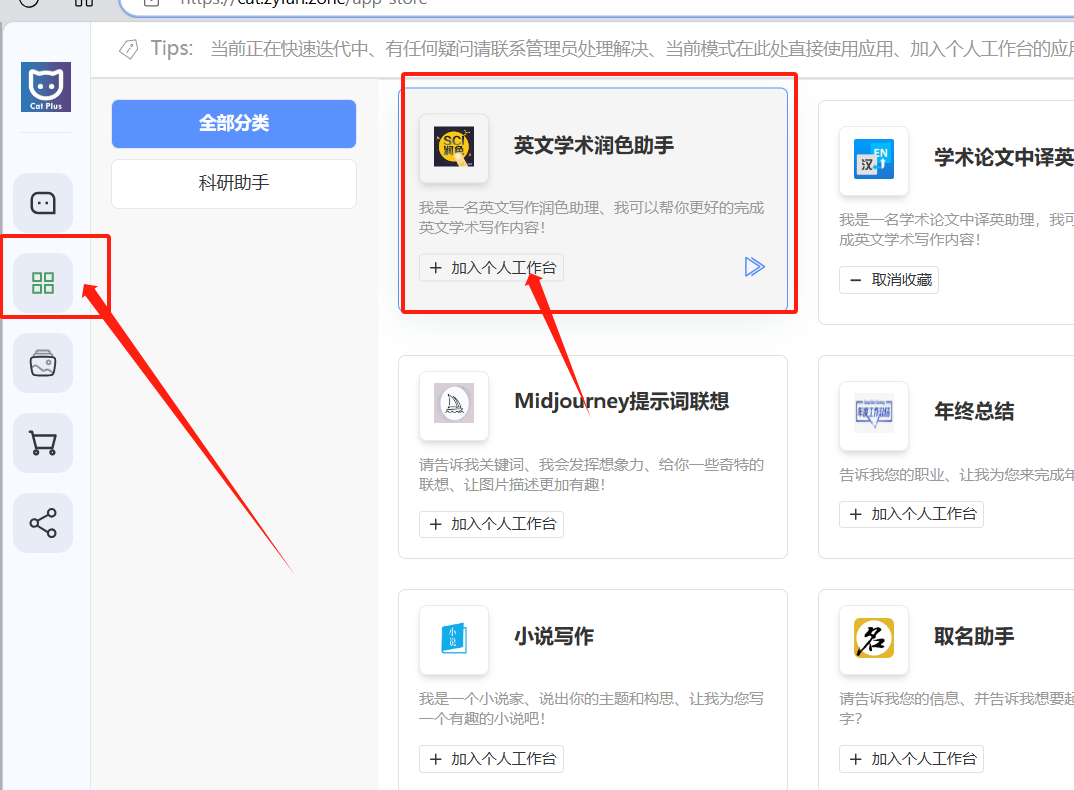 https://cat.zyfun.zone/app-store
Tips: 当前正在快速迭代中、有任何疑问请联系管理员处理解决、当前模式在此处直接使用应用、加入个人工作台的应用
Cat Plus
全部分类
科研助手
SCI
润色
英文学术润色助手
我是一名英文写作润色助理、我可以帮你更好的完成
英文学术写作内容！
+ 加入个人工作台
汉 EN
学术论文中译英
我是一名学术论文中译英助理，我可
成英文学术写作内容！
— 取消收藏
Midjourney提示词联想
请告诉我关键词、我会发挥想象力、给你一些奇特的
联想、让图片描述更加有趣！
+ 加入个人工作台
年度工作总结
年终总结
告诉我您的职业、让我为您来完成年
+ 加入个人工作台
小说
小说写作
我是一个小说家、说出你的主题和构思、让我为您写
一个有趣的小说吧！
+ 加入个人工作台
名
取名助手
请告诉我您的信息、并告诉我想要起
字？
+ 加入个人工作台